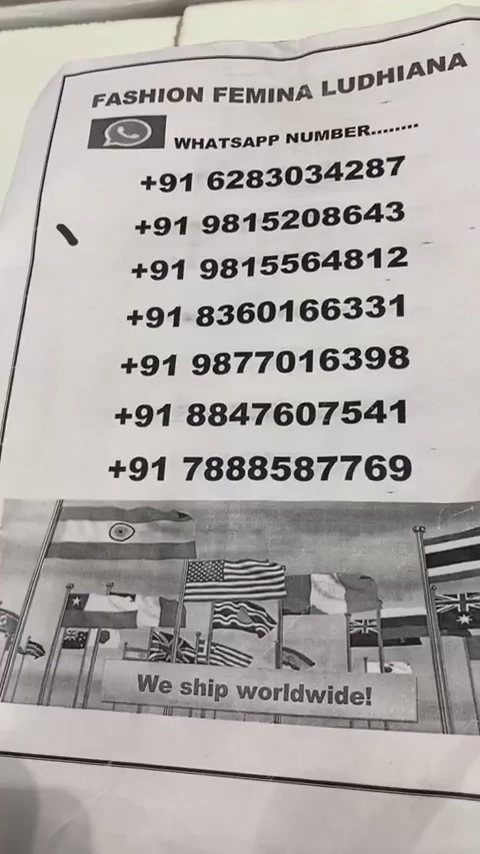 FASHION FEMINA LUDHIANA
WHATSAPP NUMBER........
+91 6283034287
+91 9815208643
+91 9815564812
+91 8360166331
+91 9877016398
+91 8847607541
+91 7888587769
We ship worldwide!